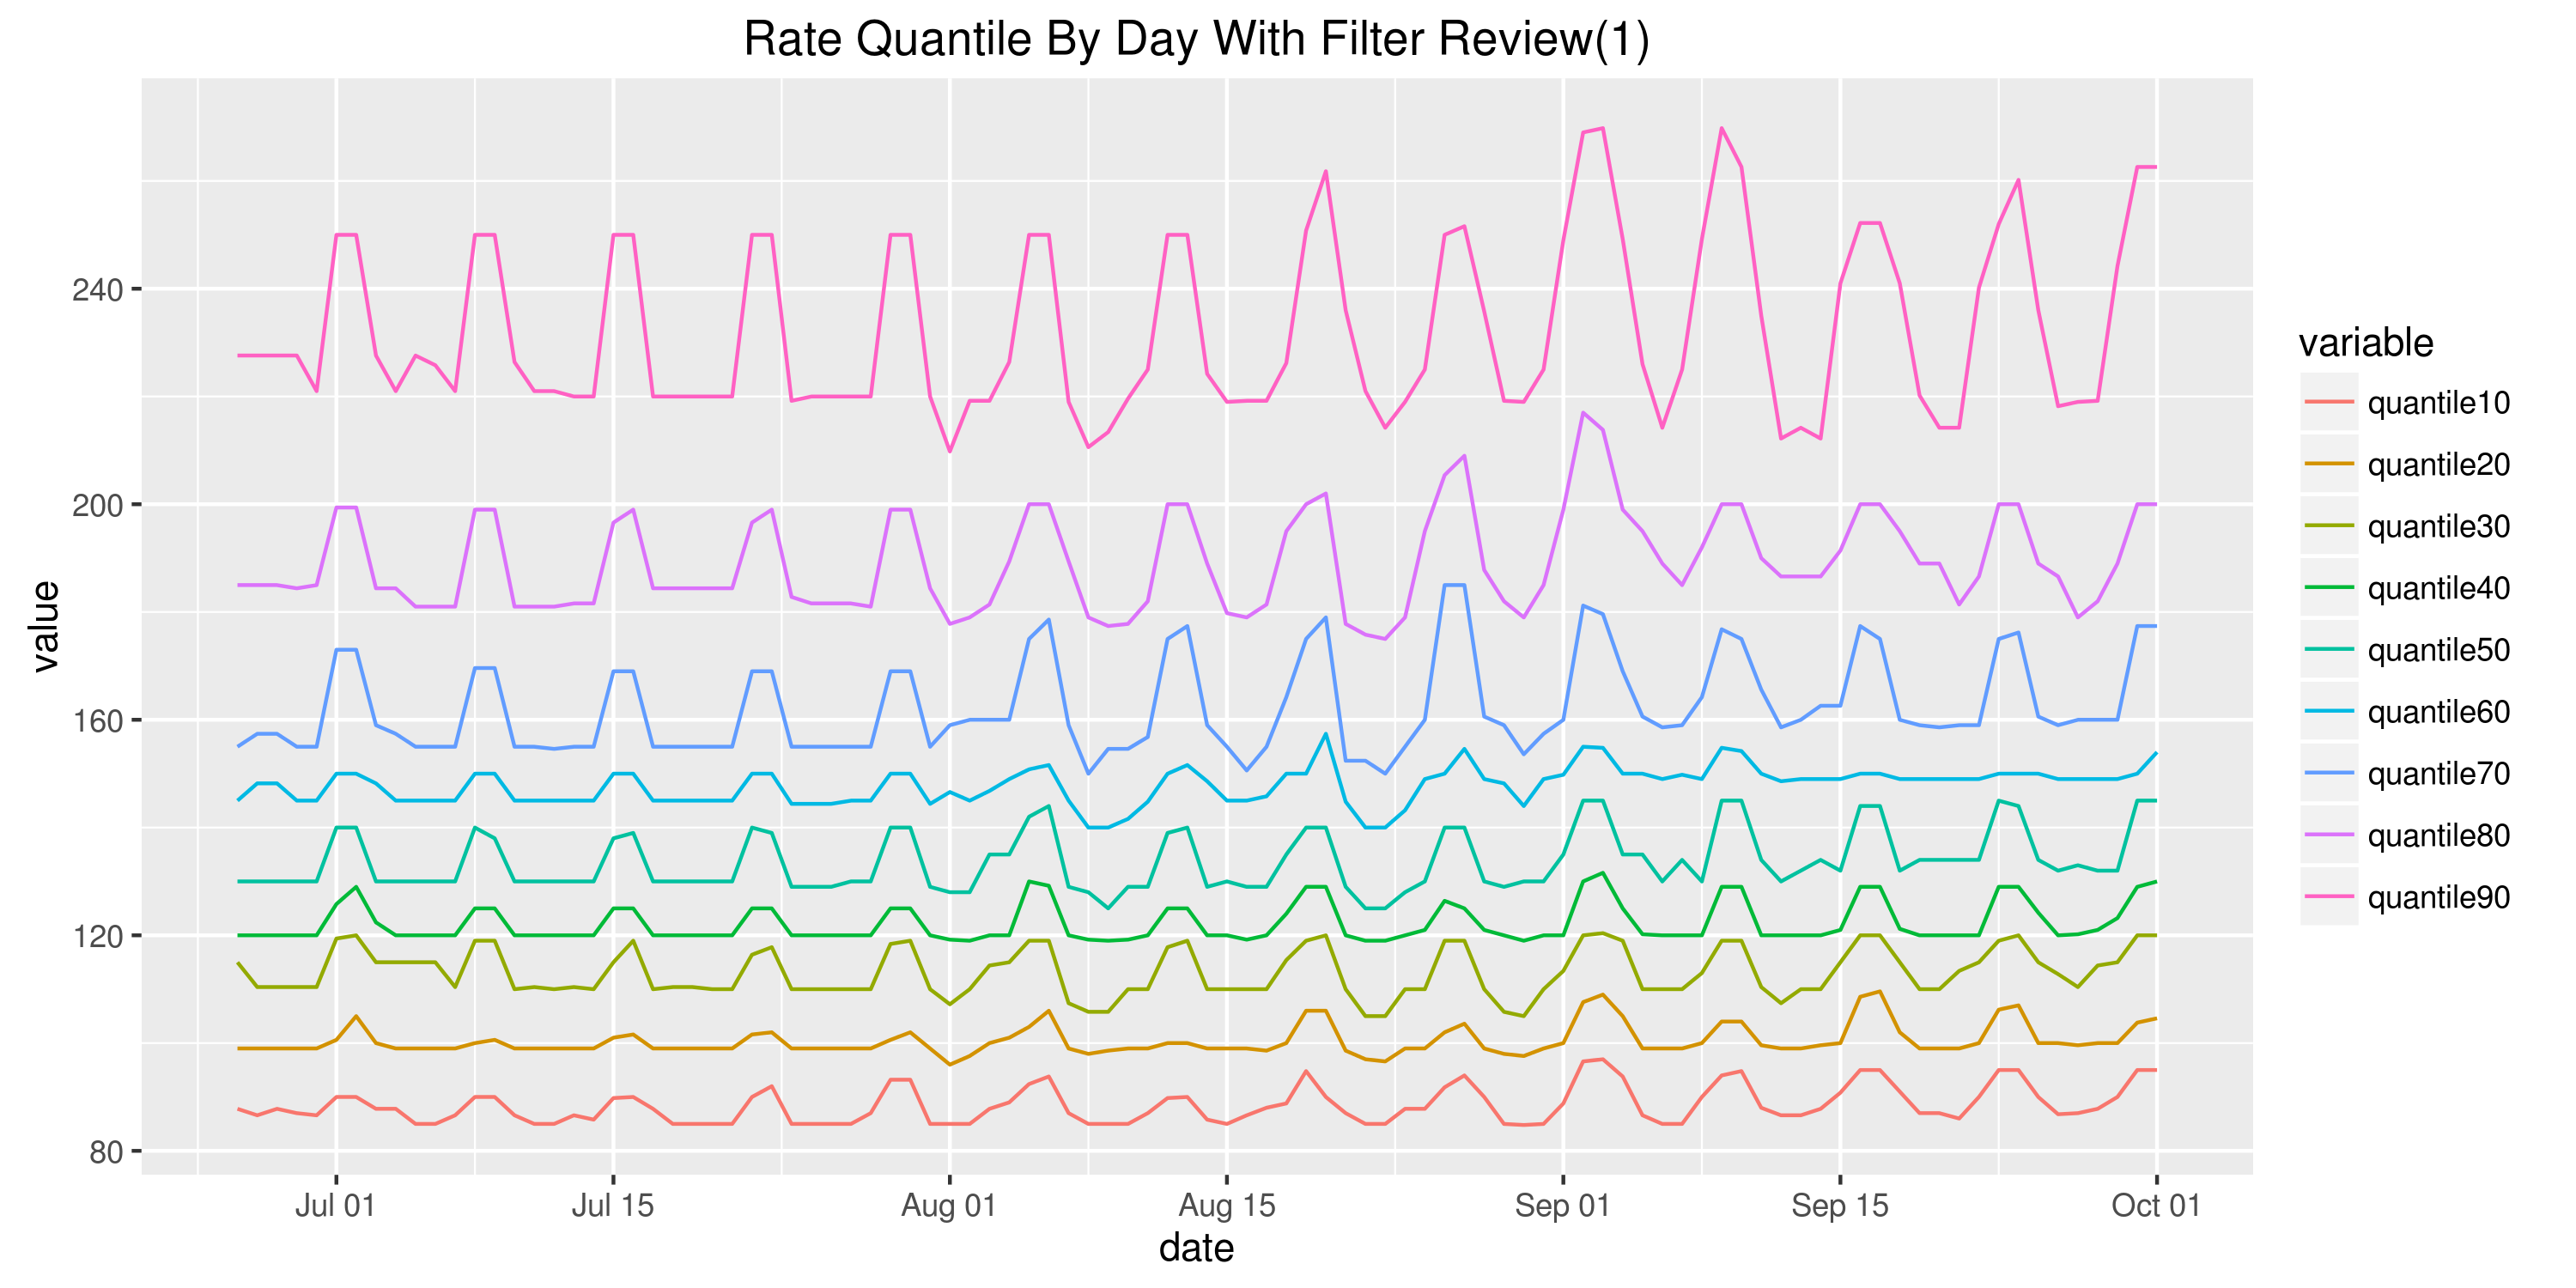 Rate Quantile By Day With Filter Review(1)
value
240
200
160
120
80
Jul 01 Jul 15 Aug 01 Aug 15 Sep 01 Sep 15 Oct 01
date
variable
quantile10
quantile20
quantile30
quantile40
quantile50
quantile60
quantile70
quantile80
quantile90